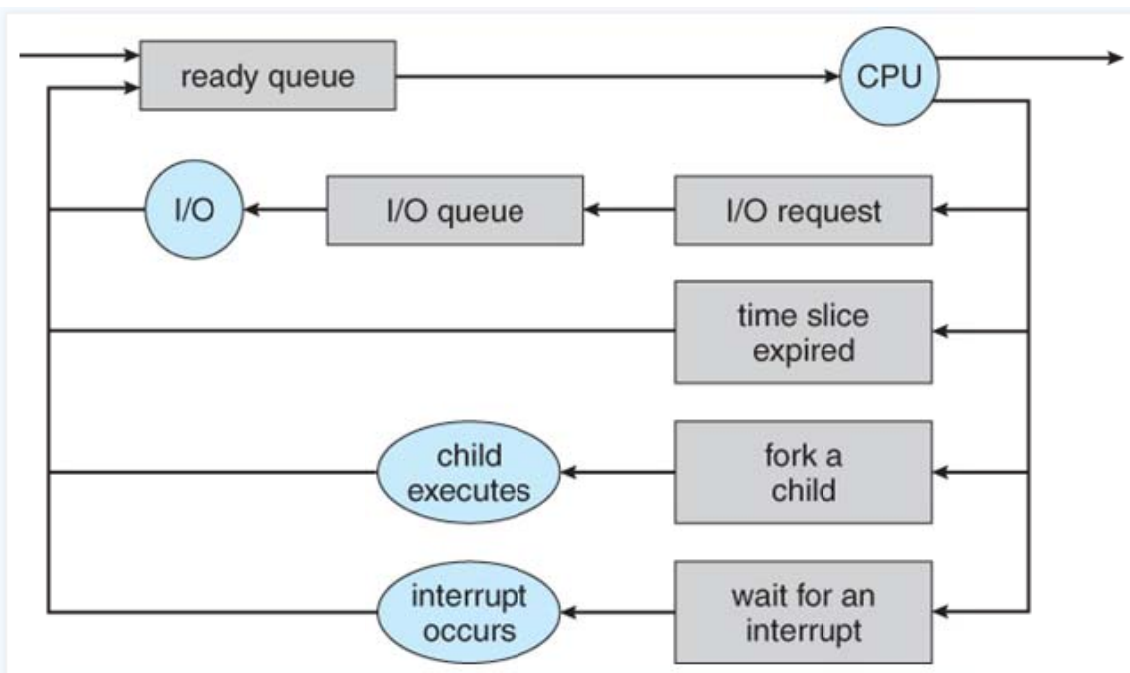 ready queue
CPU
I/O
I/O queue
I/O request
time slice
expired
child
executes
fork a
child
interrupt
occurs
wait for an
interrupt